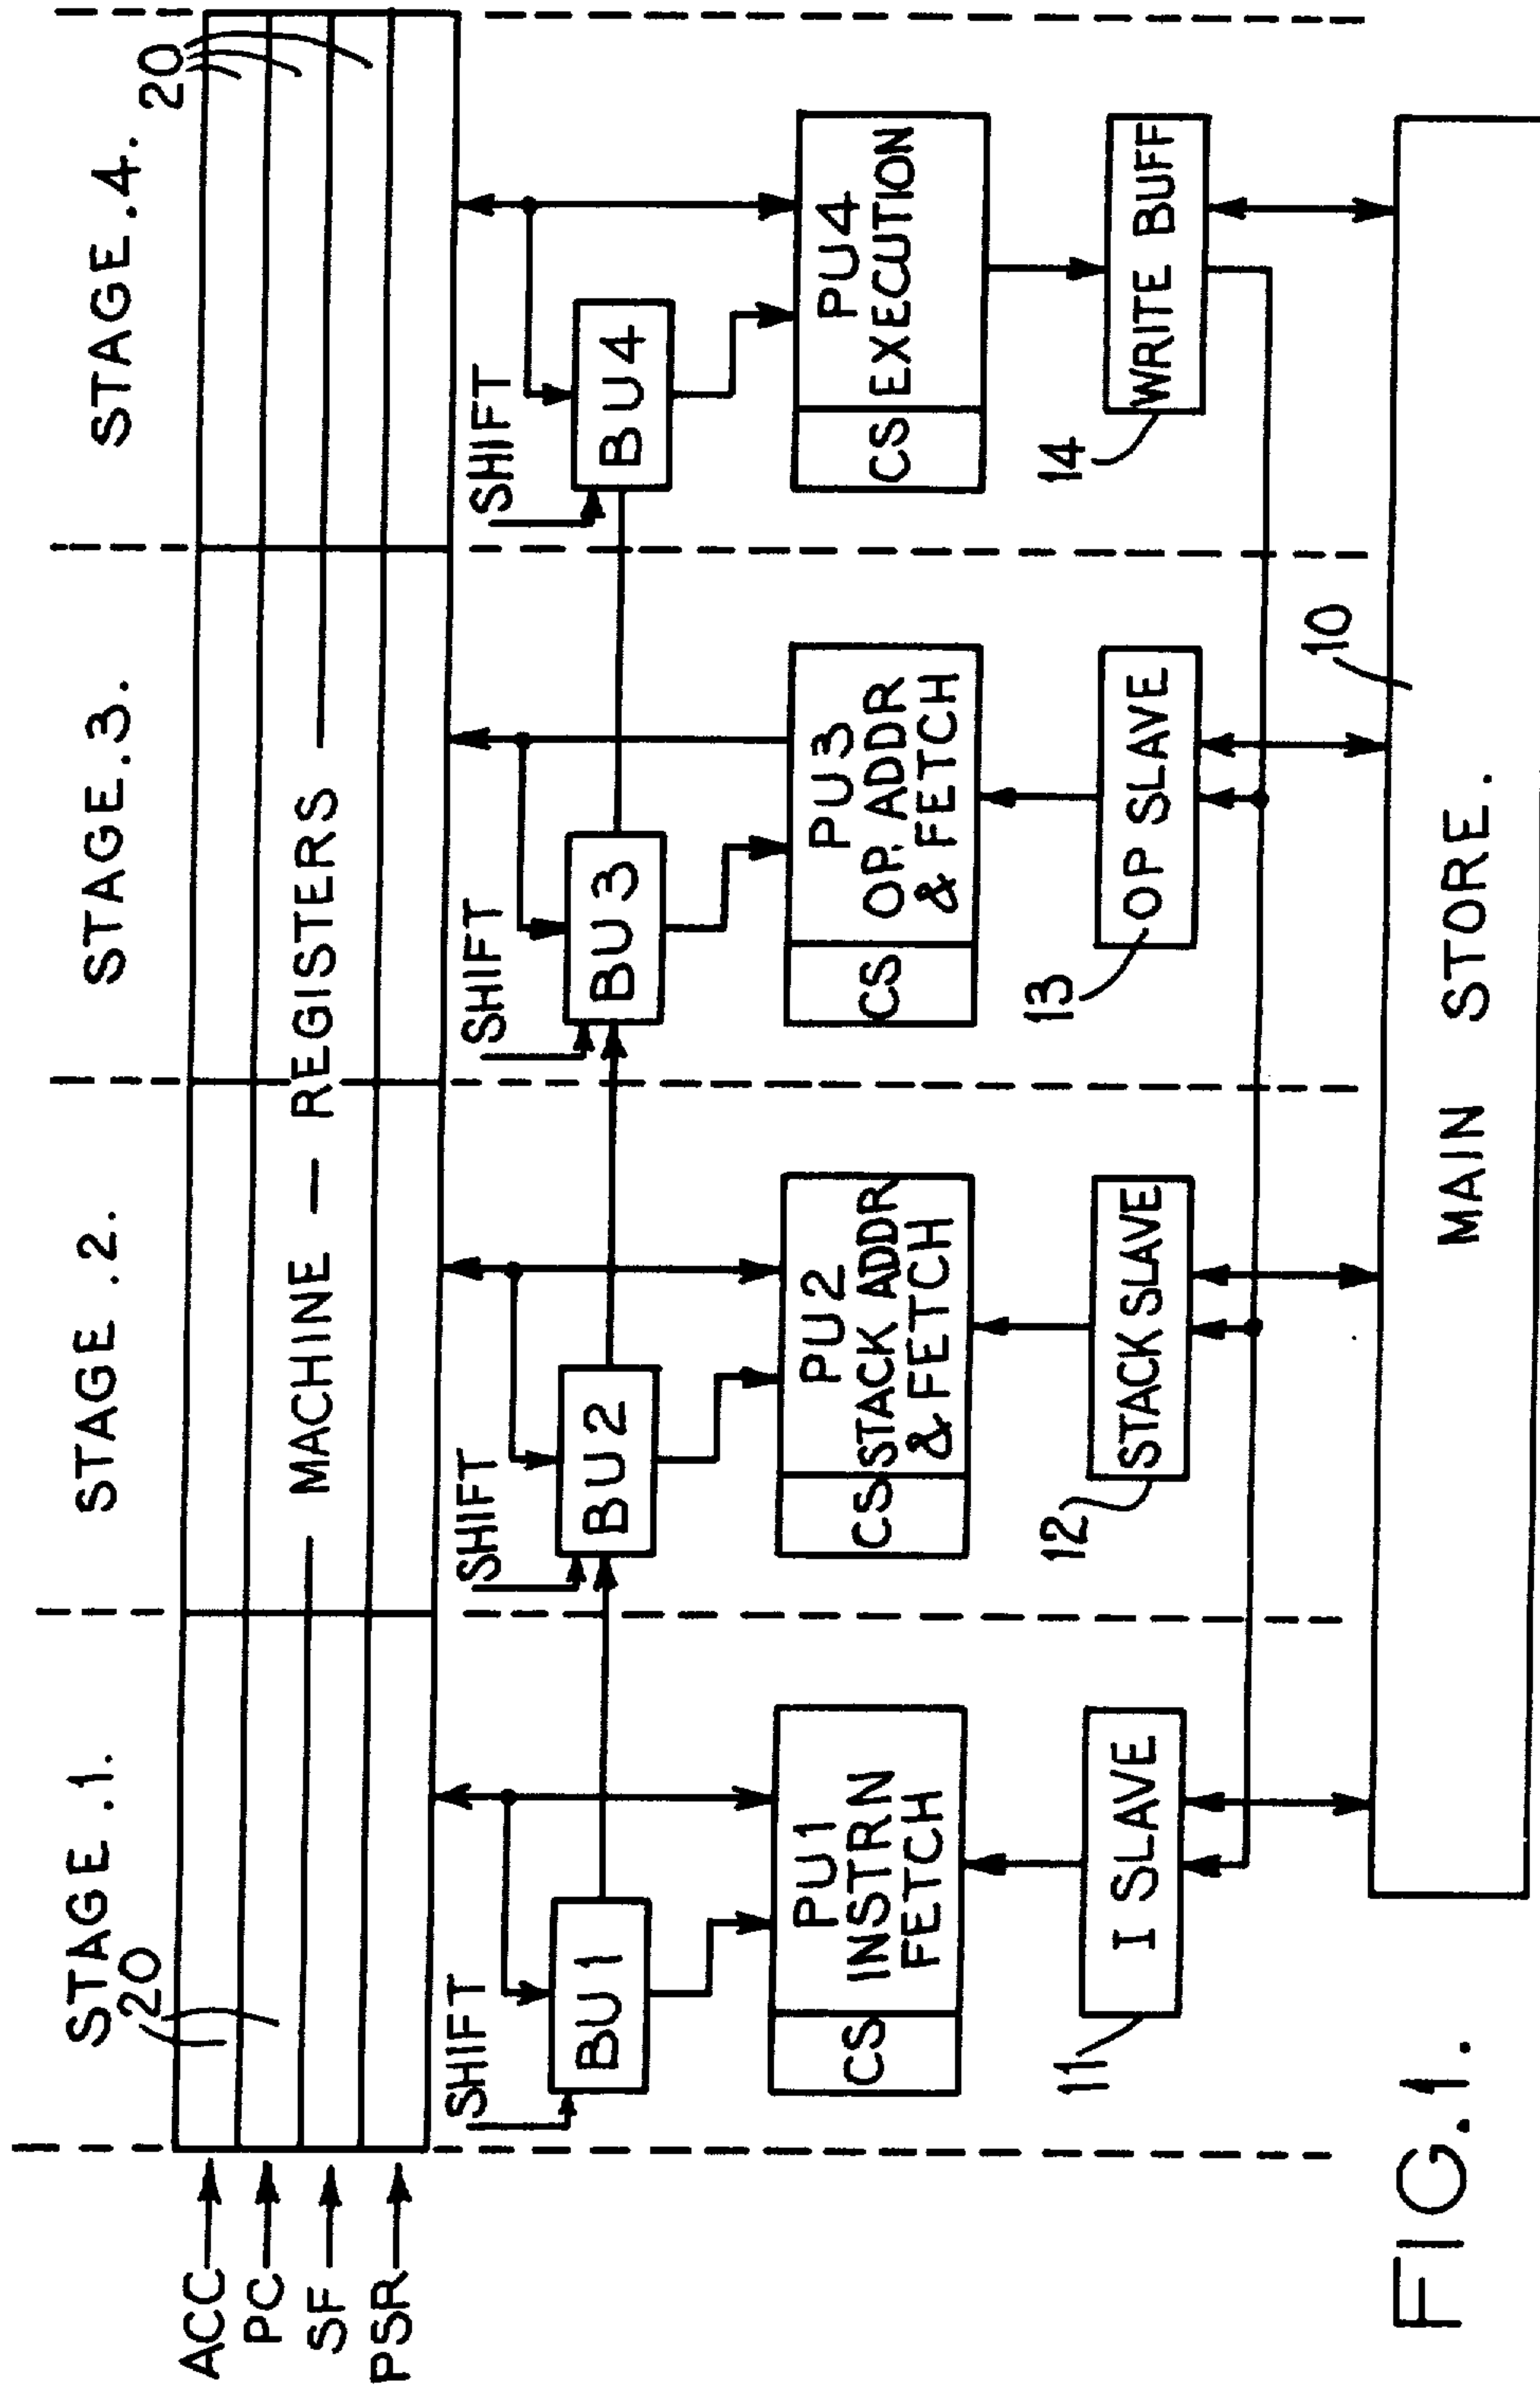 STAGE.1.
STAGE.2.
STAGE.3.
STAGE.4.
20
20
ACC
PC
SF
PSR
MACHINE
REGISTERS
SHIFT
SHIFT
SHIFT
SHIFT
BU1
BU2
BU3
BU4
CS
PU1
INSTRN
FETCH
CS
PU2
STACK ADDR
& FETCH
CS
PU3
OP. ADDR
& FETCH
CS
PU4
EXECUTION
11
I SLAVE
12
STACK SLAVE
13
OP SLAVE
14
WRITE BUFF
10
MAIN STORE.
FIG.1.